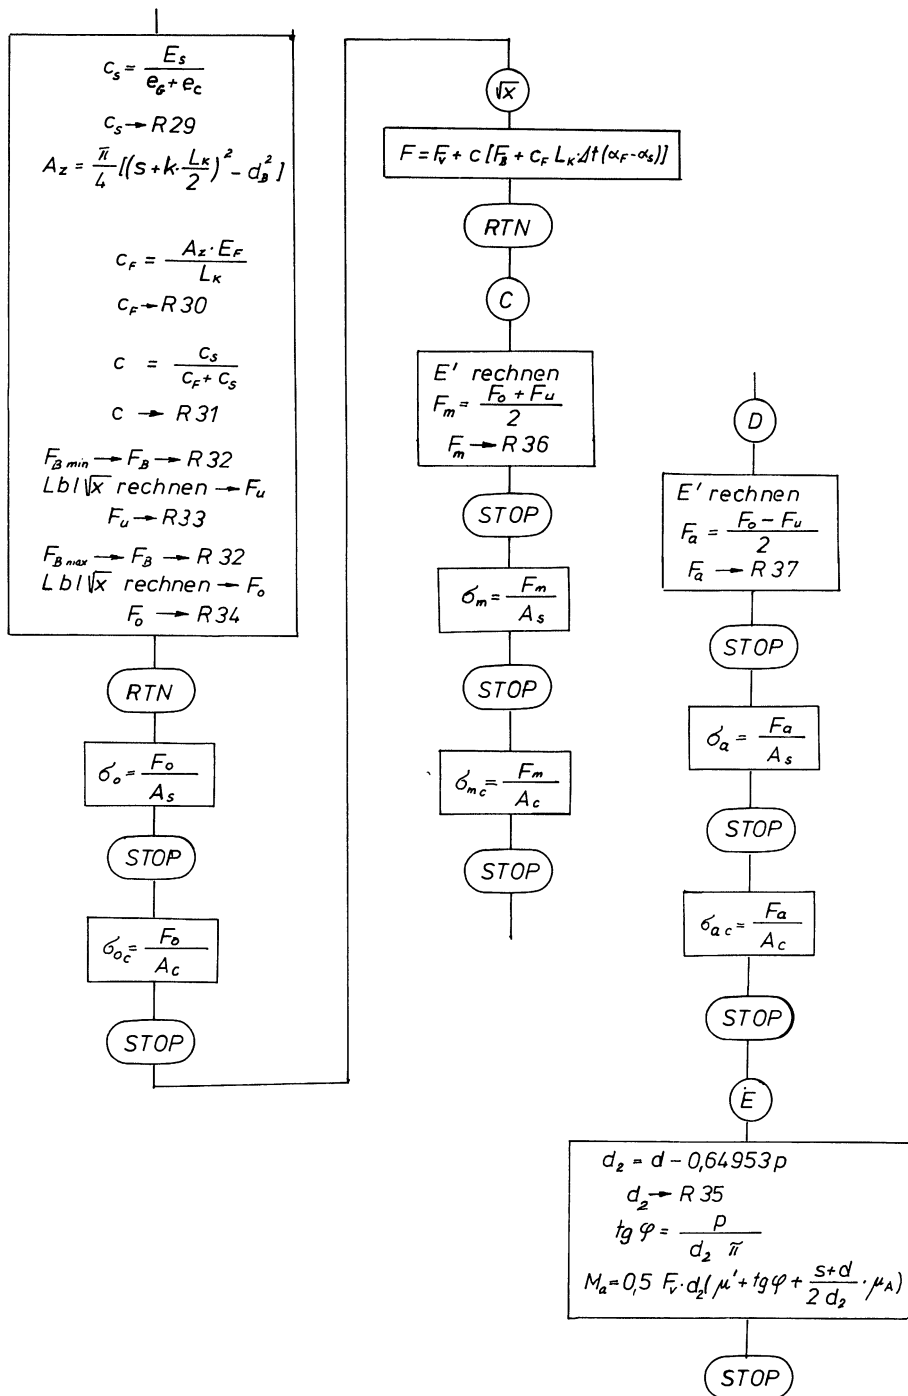 c_s = E_s / (e_G + e_c)
c_s → R29
A_z = π/4 [(s + k · L_K/2)² − d_B²]
c_F = A_z · E_F / L_K
c_F → R30
c = c_s / (c_F + c_s)
c → R31
F_B min → F_B → R32
Lbl √x rechnen → F_u
F_u → R33
F_B max → F_B → R32
Lbl √x rechnen → F_o
F_o → R34
RTN
σ_o = F_o / A_s
STOP
σ_oc = F_o / A_c
STOP
√x
F = F_v + c [F_B + c_F L_K · Δt (α_F − α_s)]
RTN
C
E' rechnen
F_m = (F_o + F_u) / 2
F_m → R36
STOP
σ_m = F_m / A_s
STOP
σ_mc = F_m / A_c
STOP
D
E' rechnen
F_a = (F_o − F_u) / 2
F_a → R37
STOP
σ_a = F_a / A_s
STOP
σ_ac = F_a / A_c
STOP
E
d_2 = d − 0,64953 p
d_2 → R35
tg φ = p / (d_2 π)
M_a = 0,5 F_v · d_2 (μ' + tg φ + (s + d) / (2 d_2) · μ_A)
STOP